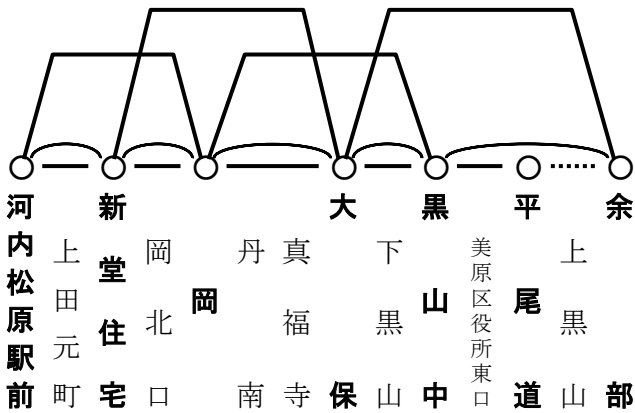 河内松原駅前
上田元町
新堂住宅
岡北口
岡
丹南
真福寺
大保
下黒山
黒山中
美原区役所東口
平尾道
上黒山
余部